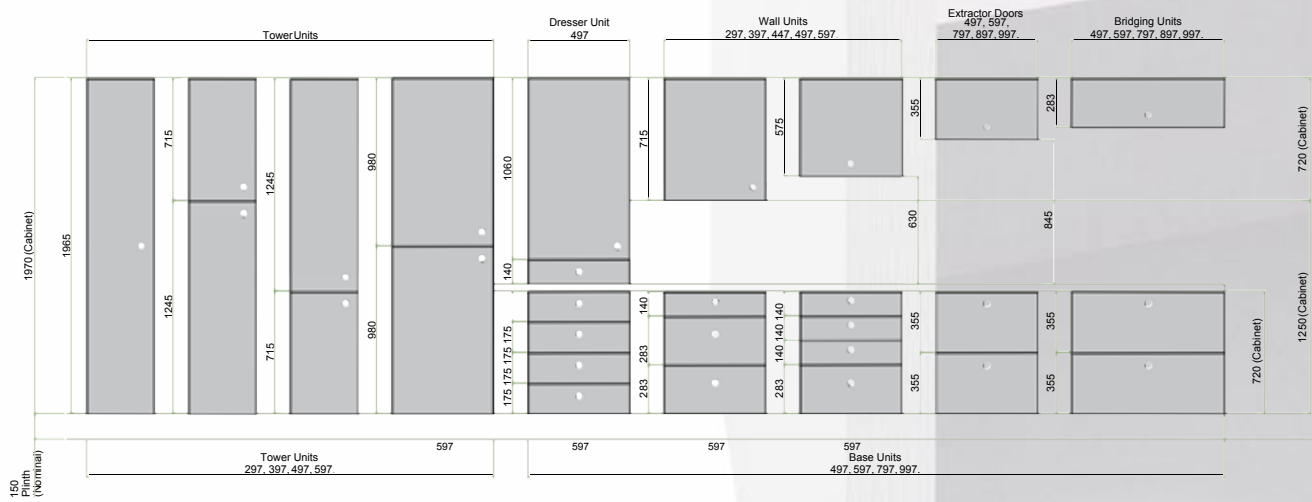 Tower Units
Dresser Unit
497
Wall Units
297, 397, 447, 497, 597.
Extractor Doors
497, 597,
797, 897, 997.
Bridging Units
497, 597, 797, 897, 997.
1970 (Cabinet)
1965
715
1245
1245
715
980
980
1060
140
175 175 175
715
140
283
283
575
140 140 140
283
355
630
355
355
283
845
355
355
720 (Cabinet)
720 (Cabinet)
1250 (Cabinet)
597
597
597
597
Tower Units
297, 397, 497, 597.
Base Units
497, 597, 797, 997.
150
Plinth
(Nominal)